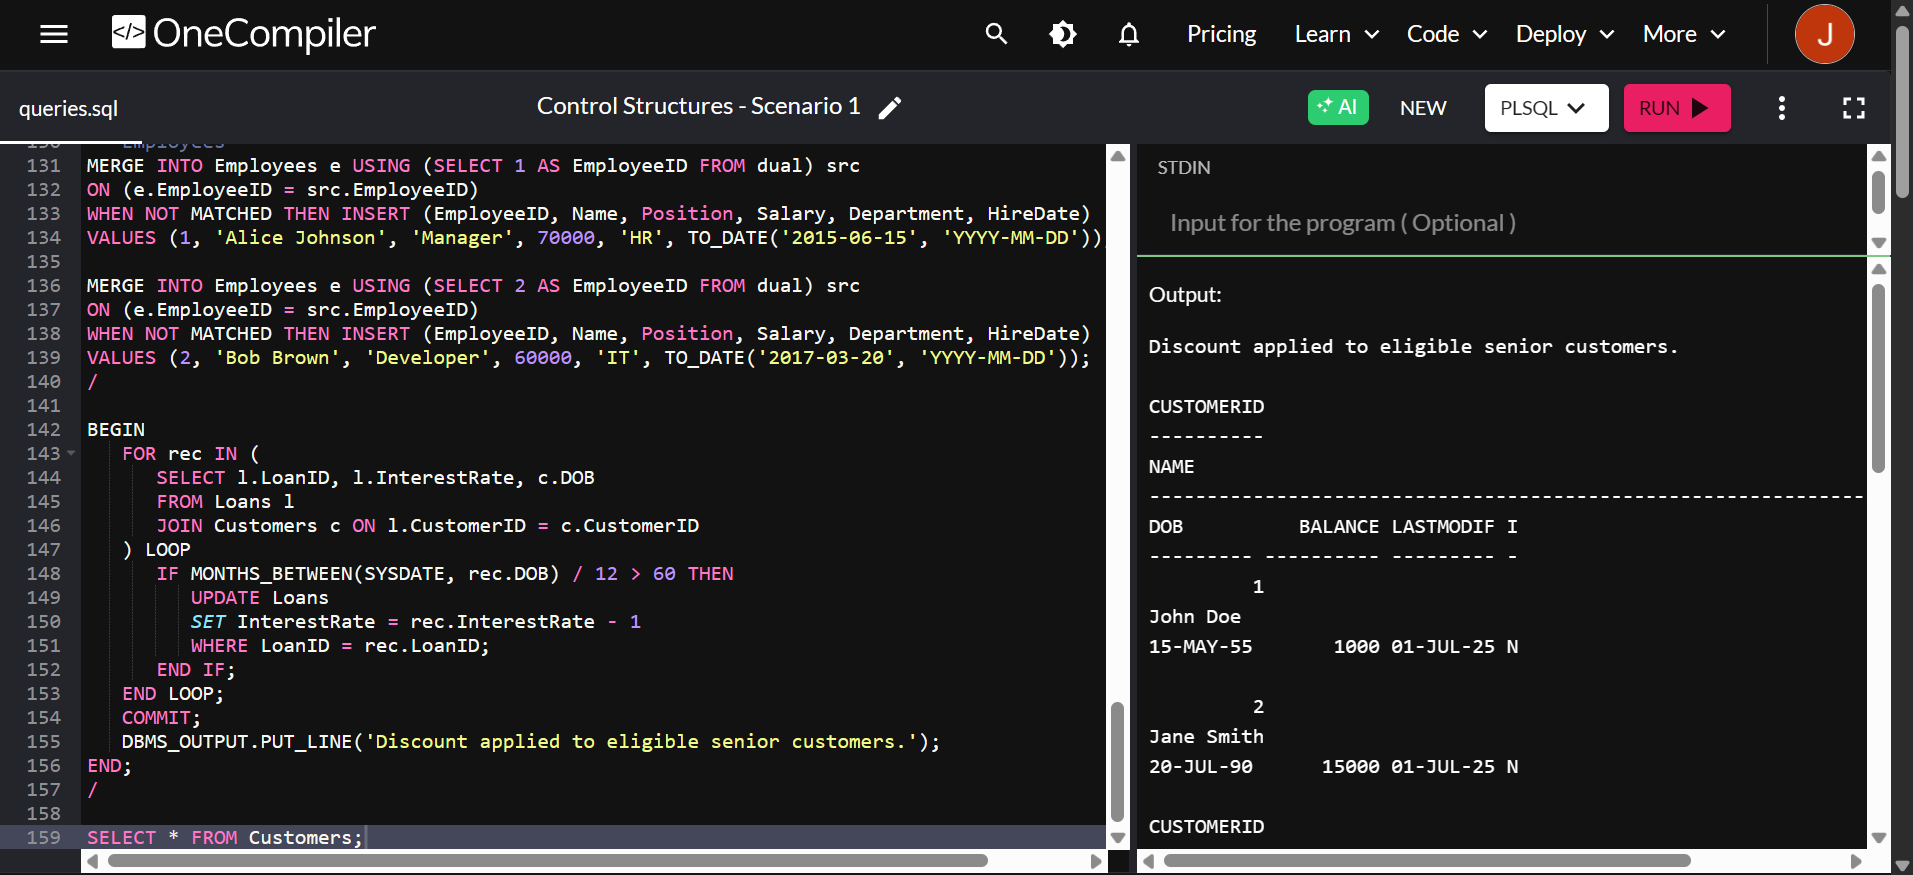 </> OneCompiler
Pricing Learn Code Deploy More J
queries.sql
Control Structures - Scenario 1
AI NEW PLSQL RUN
130 Employees
131 MERGE INTO Employees e USING (SELECT 1 AS EmployeeID FROM dual) src
132 ON (e.EmployeeID = src.EmployeeID)
133 WHEN NOT MATCHED THEN INSERT (EmployeeID, Name, Position, Salary, Department, HireDate)
134 VALUES (1, 'Alice Johnson', 'Manager', 70000, 'HR', TO_DATE('2015-06-15', 'YYYY-MM-DD'))
135
136 MERGE INTO Employees e USING (SELECT 2 AS EmployeeID FROM dual) src
137 ON (e.EmployeeID = src.EmployeeID)
138 WHEN NOT MATCHED THEN INSERT (EmployeeID, Name, Position, Salary, Department, HireDate)
139 VALUES (2, 'Bob Brown', 'Developer', 60000, 'IT', TO_DATE('2017-03-20', 'YYYY-MM-DD'));
140 /
141
142 BEGIN
143 FOR rec IN (
144 SELECT l.LoanID, l.InterestRate, c.DOB
145 FROM Loans l
146 JOIN Customers c ON l.CustomerID = c.CustomerID
147 ) LOOP
148 IF MONTHS_BETWEEN(SYSDATE, rec.DOB) / 12 > 60 THEN
149 UPDATE Loans
150 SET InterestRate = rec.InterestRate - 1
151 WHERE LoanID = rec.LoanID;
152 END IF;
153 END LOOP;
154 COMMIT;
155 DBMS_OUTPUT.PUT_LINE('Discount applied to eligible senior customers.');
156 END;
157 /
158
159 SELECT * FROM Customers;
STDIN
Input for the program ( Optional )
Output:
Discount applied to eligible senior customers.
CUSTOMERID
----------
NAME
--------------------------------------------------------------
DOB BALANCE LASTMODIF I
--------- ---------- --------- -
1
John Doe
15-MAY-55 1000 01-JUL-25 N
2
Jane Smith
20-JUL-90 15000 01-JUL-25 N
CUSTOMERID